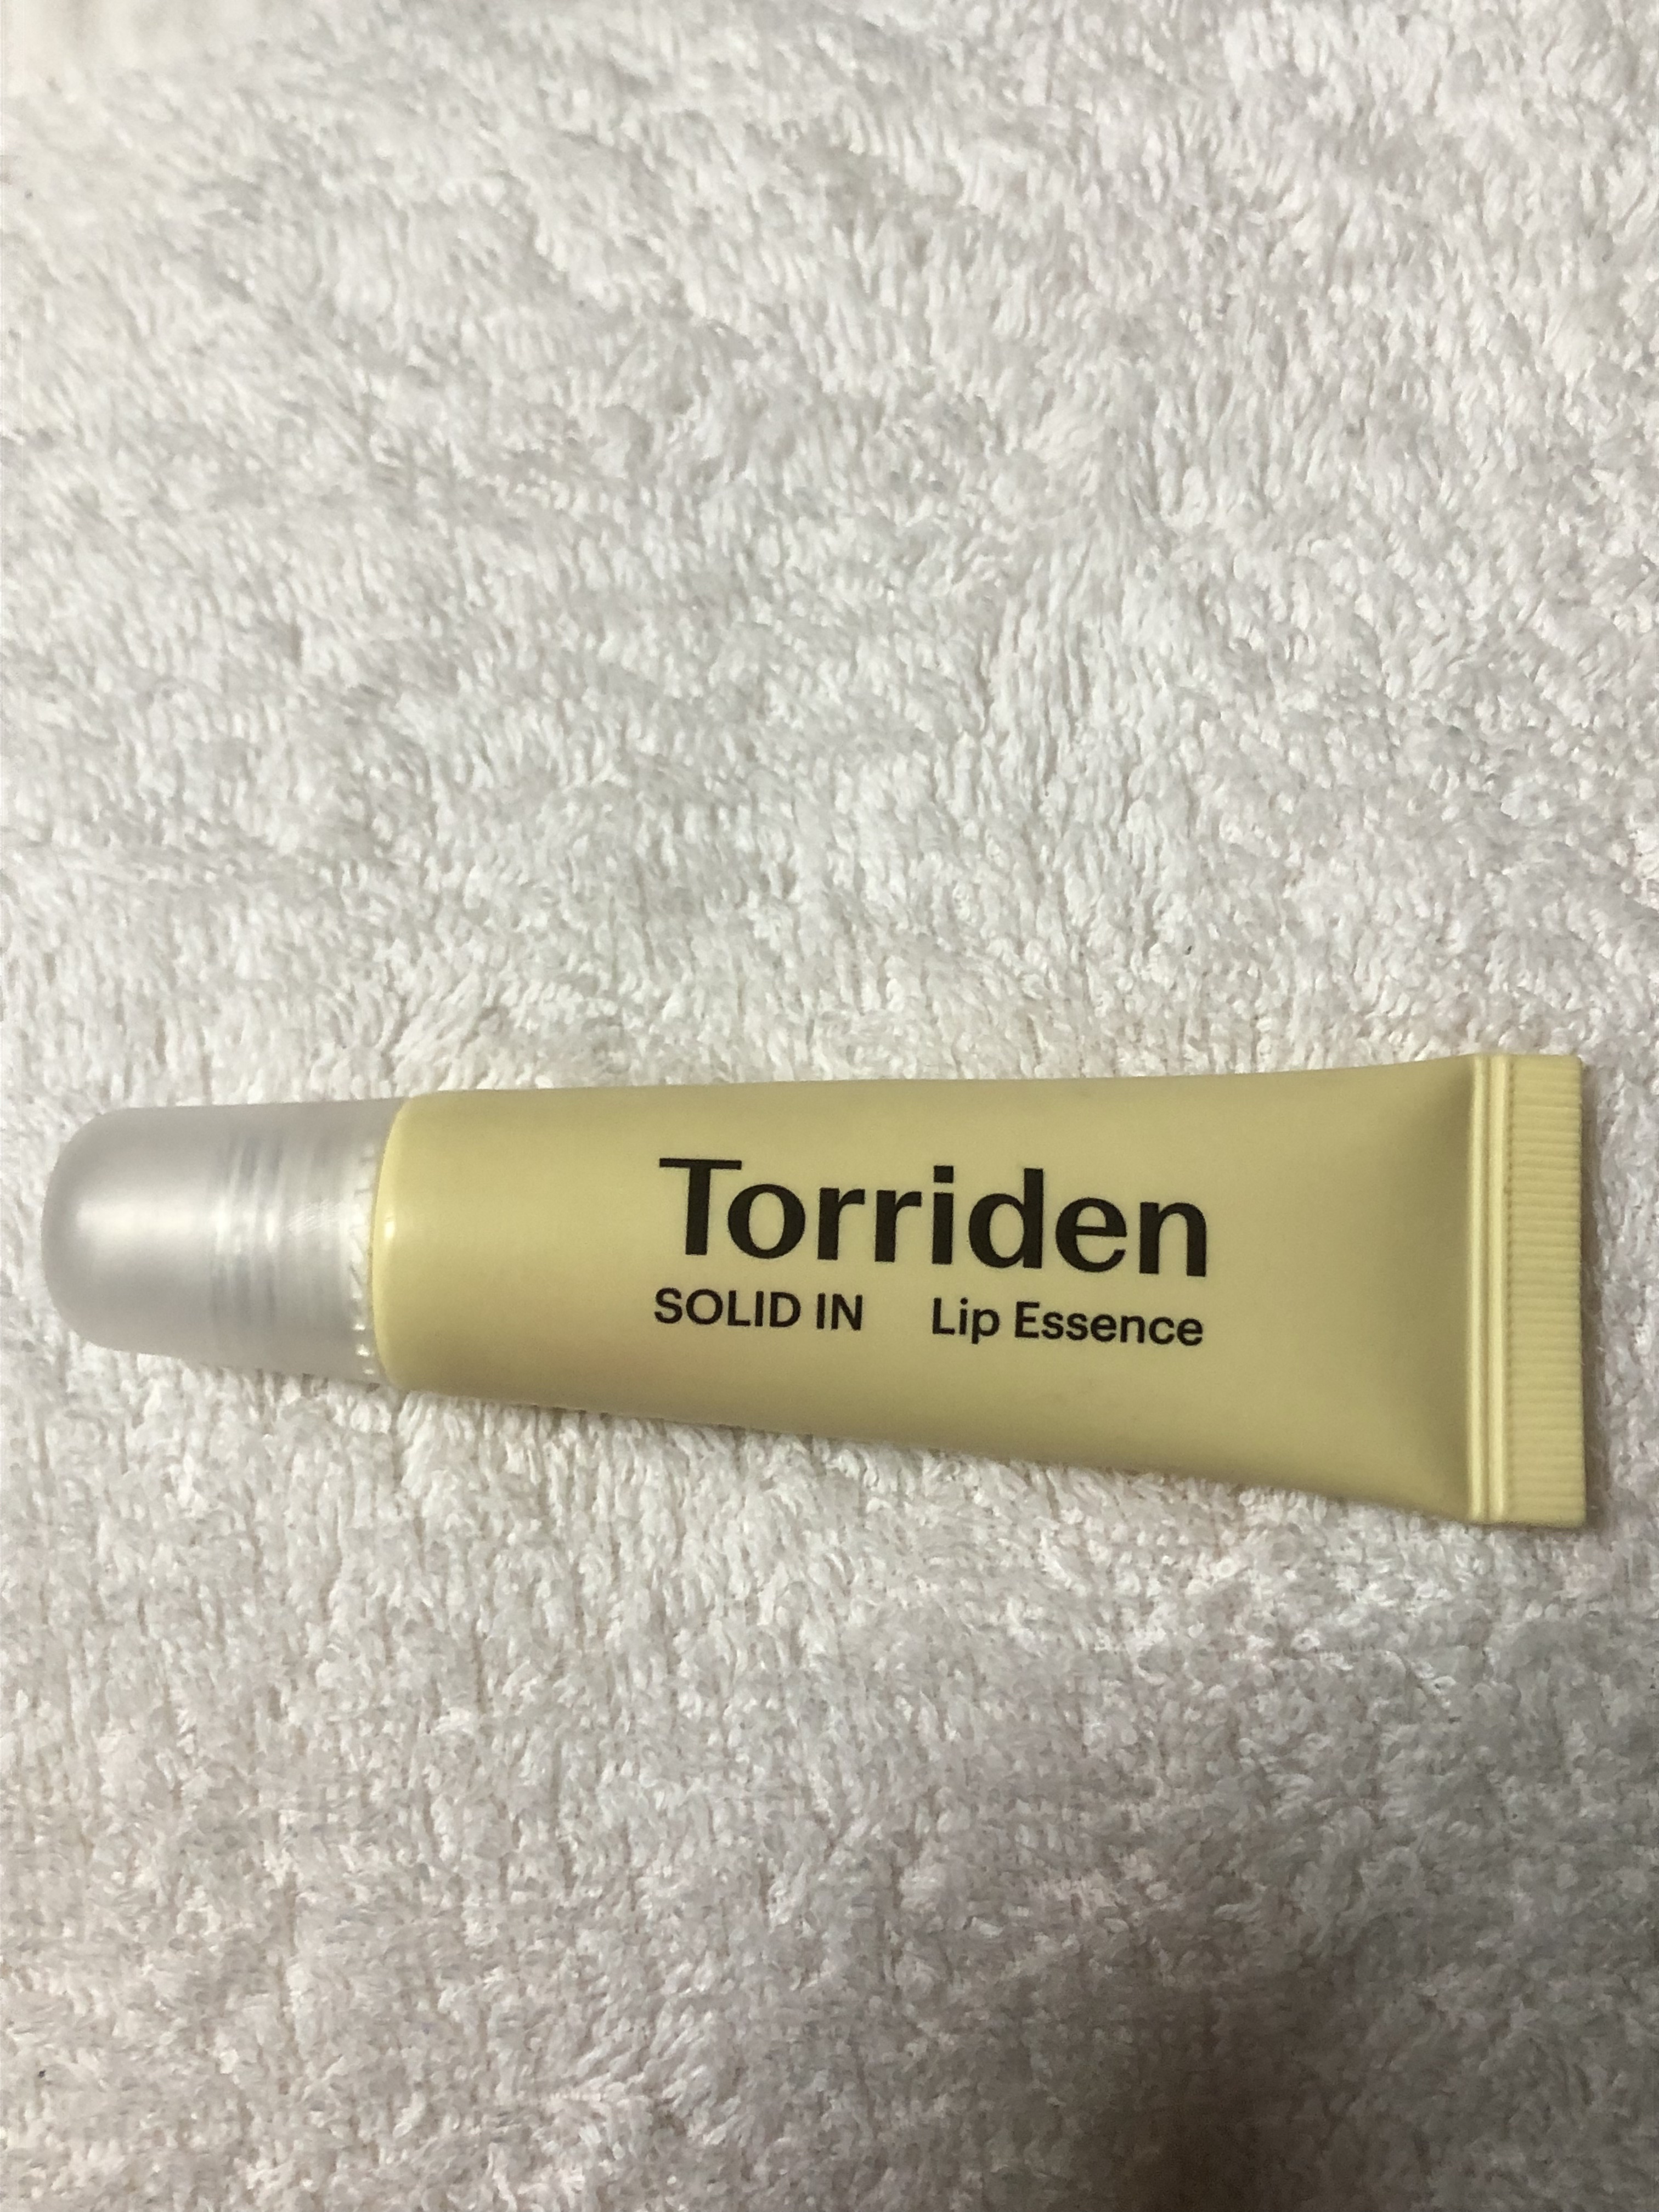 Torriden
SOLID IN Lip Essence